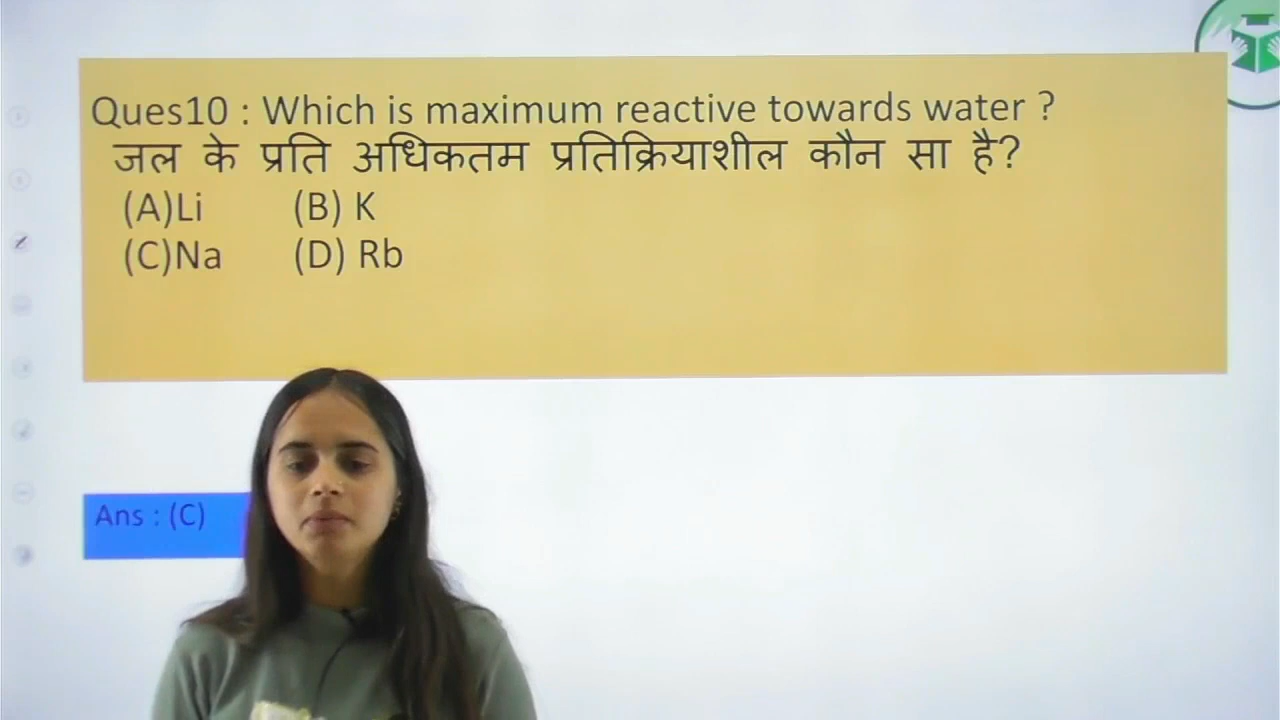 Ques10 : Which is maximum reactive towards water ?
जल के प्रति अधिकतम प्रतिक्रियाशील कौन सा है?
(A)Li (B) K
(C)Na (D) Rb
Ans : (C)